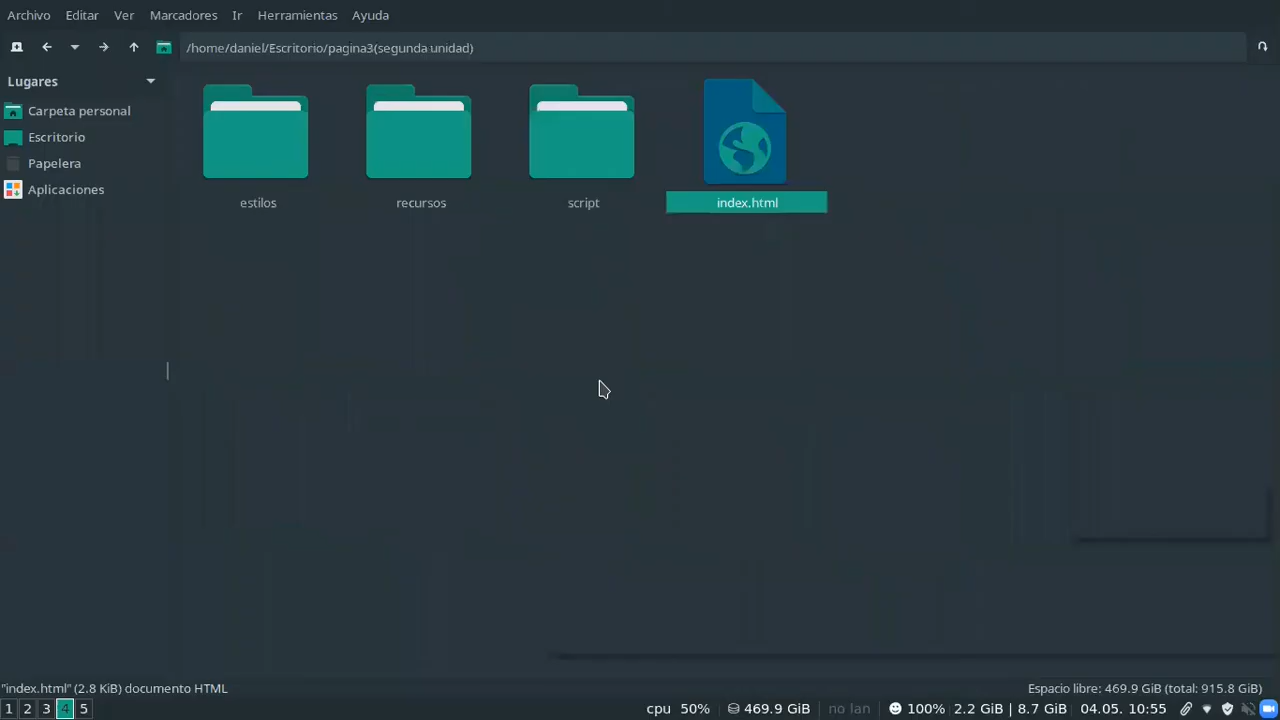 Archivo Editar Ver Marcadores Ir Herramientas Ayuda
/home/daniel/Escritorio/pagina3(segunda unidad)
Lugares
Carpeta personal
Escritorio
Papelera
Aplicaciones
estilos recursos script index.html
"index.html" (2.8 KiB) documento HTML Espacio libre: 469.9 GiB (total: 915.8 GiB)
1 2 3 4 5 cpu 50% 469.9 GiB no lan 100% 2.2 GiB | 8.7 GiB 04.05. 10:55